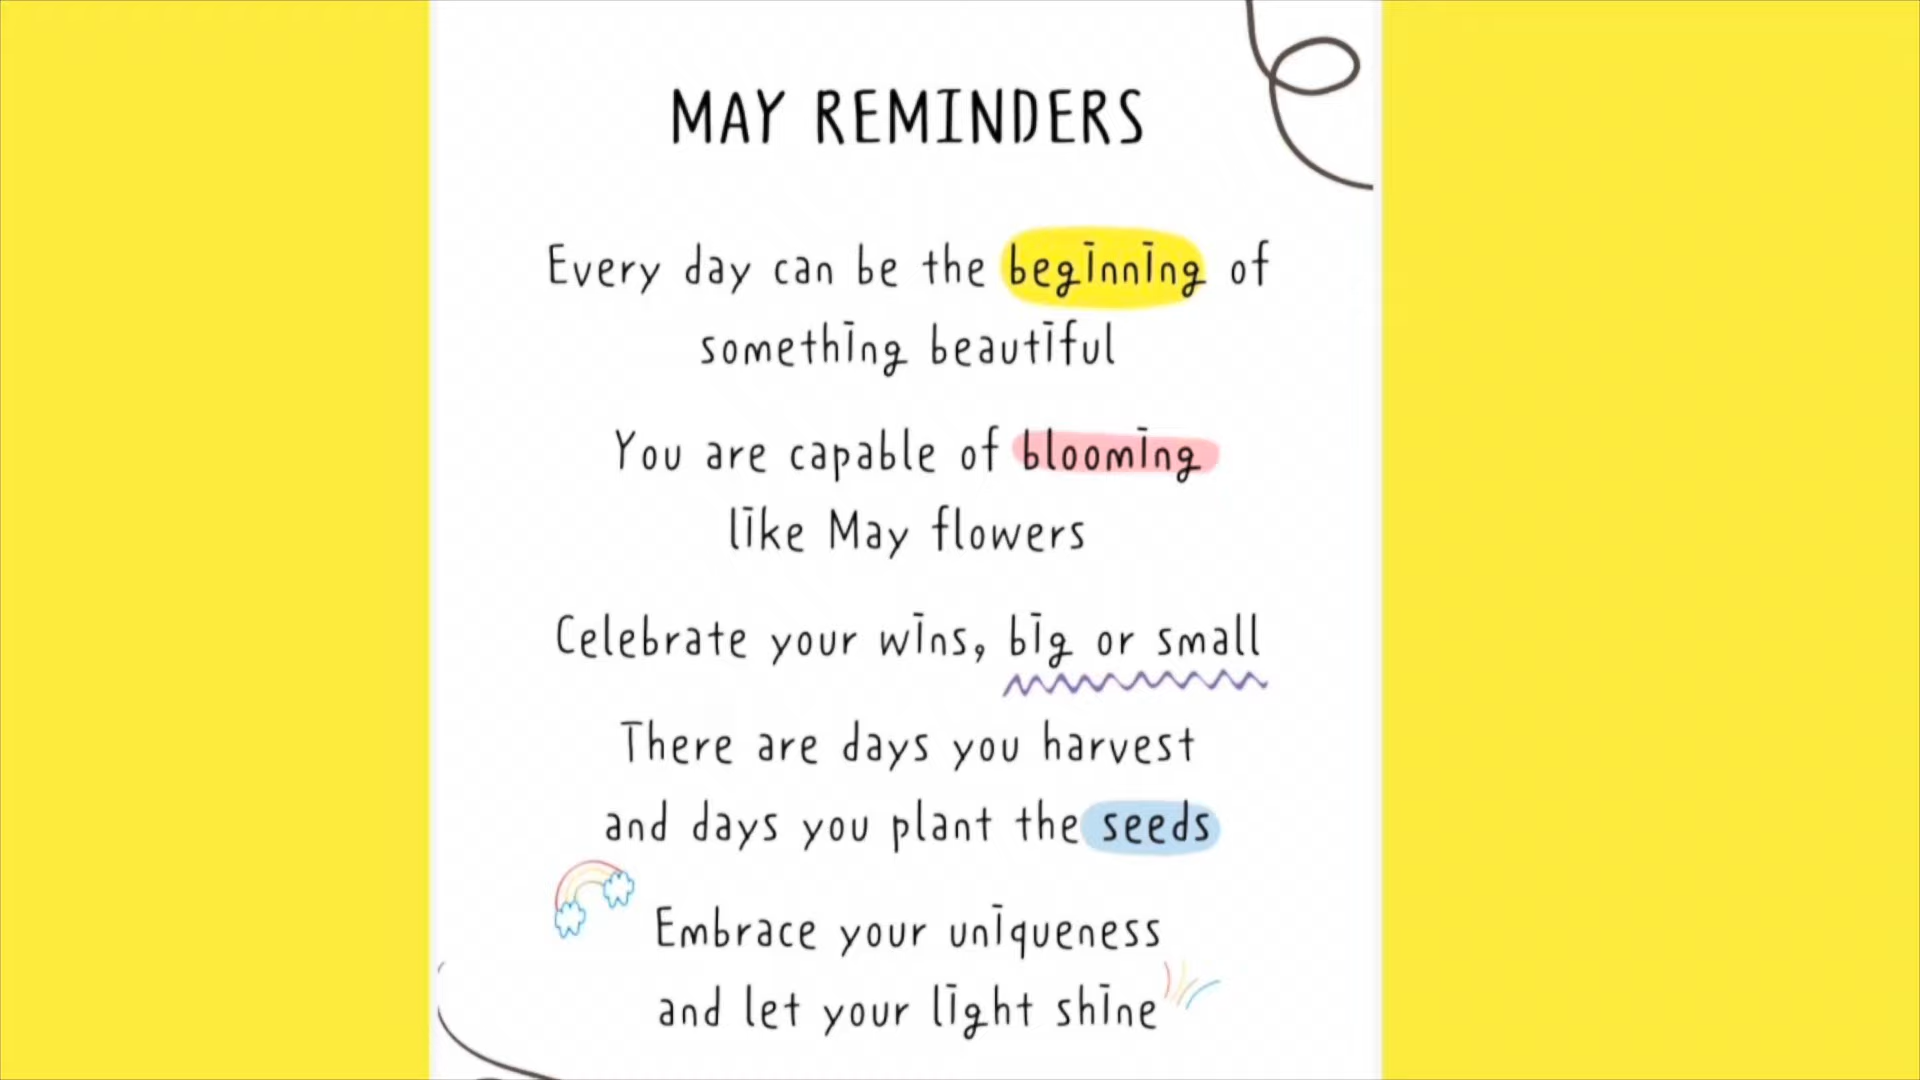 MAY REMINDERS
Every day can be the beginning of
something beautiful
You are capable of blooming
like May flowers
Celebrate your wins, big or small
There are days you harvest
and days you plant the seeds
Embrace your uniqueness
and let your light shine